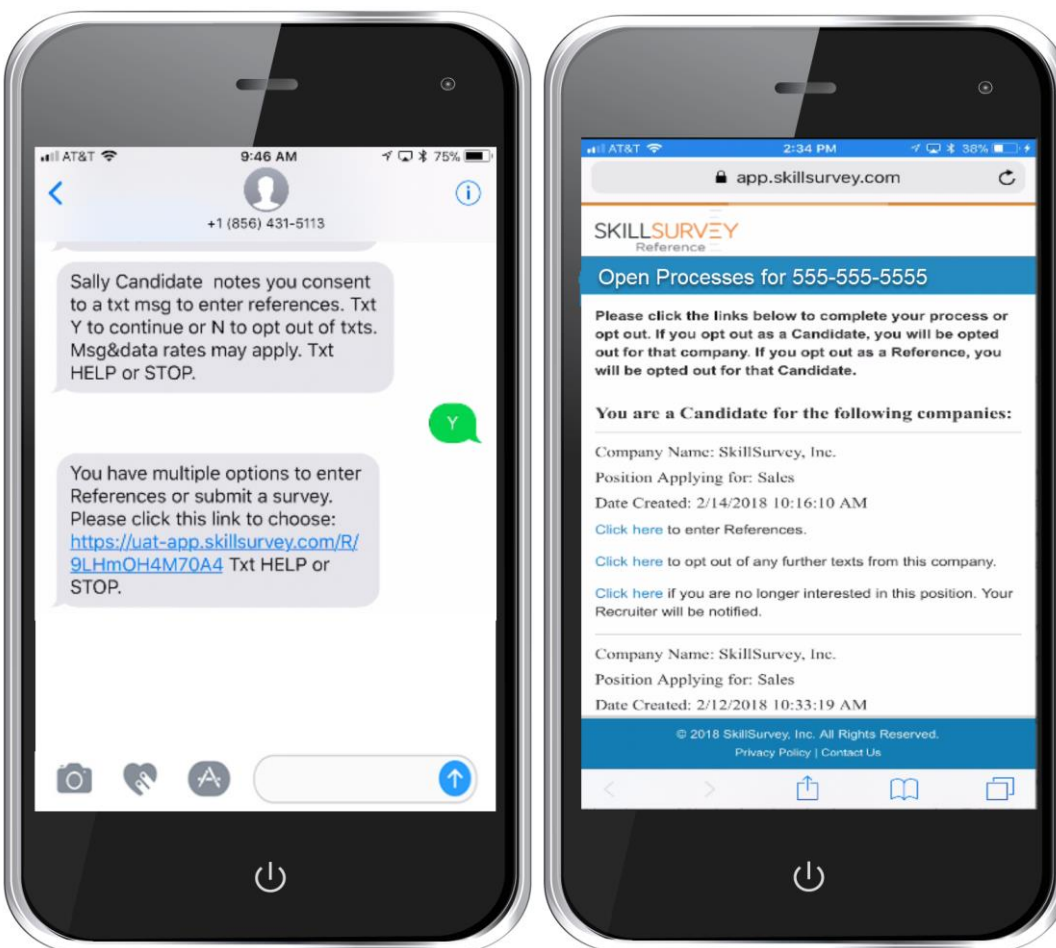 AT&T 9:46 AM 75%
+1 (856) 431-5113
Sally Candidate notes you consent
to a txt msg to enter references. Txt
Y to continue or N to opt out of txts.
Msg&data rates may apply. Txt
HELP or STOP.
Y
You have multiple options to enter
References or submit a survey.
Please click this link to choose:
https://uat-app.skillsurvey.com/R/
9LHmOH4M70A4 Txt HELP or
STOP.
AT&T 2:34 PM 38%
app.skillsurvey.com
SKILLSURVEY
Reference
Open Processes for 555-555-5555
Please click the links below to complete your process or
opt out. If you opt out as a Candidate, you will be opted
out for that company. If you opt out as a Reference, you
will be opted out for that Candidate.
You are a Candidate for the following companies:
Company Name: SkillSurvey, Inc.
Position Applying for: Sales
Date Created: 2/14/2018 10:16:10 AM
Click here to enter References.
Click here to opt out of any further texts from this company.
Click here if you are no longer interested in this position. Your
Recruiter will be notified.
Company Name: SkillSurvey, Inc.
Position Applying for: Sales
Date Created: 2/12/2018 10:33:19 AM
© 2018 SkillSurvey, Inc. All Rights Reserved.
Privacy Policy | Contact Us